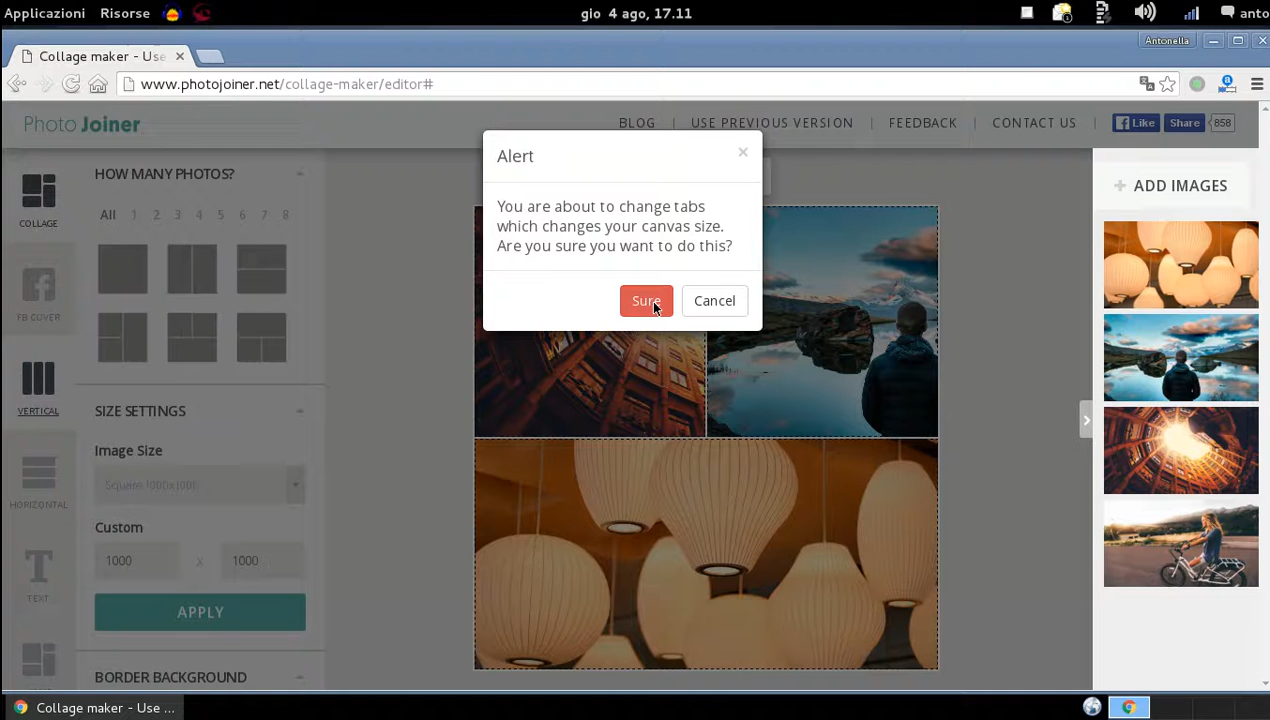 Applicazioni Risorse gio 4 ago, 17.11 1 anto
Collage maker - Use × Antonella
www.photojoiner.net/collage-maker/editor#
Photo Joiner BLOG | USE PREVIOUS VERSION | FEEDBACK | CONTACT US | Like Share 858
Alert ×
You are about to change tabs
which changes your canvas size.
Are you sure you want to do this?
Sure Cancel
COLLAGE
FB COVER
VERTICAL
HORIZONTAL
TEXT
HOW MANY PHOTOS?
All 1 2 3 4 5 6 7 8
SIZE SETTINGS
Image Size
Square 1000x1001
Custom
1000 x 1000
APPLY
BORDER BACKGROUND
+ ADD IMAGES
Collage maker - Use ...